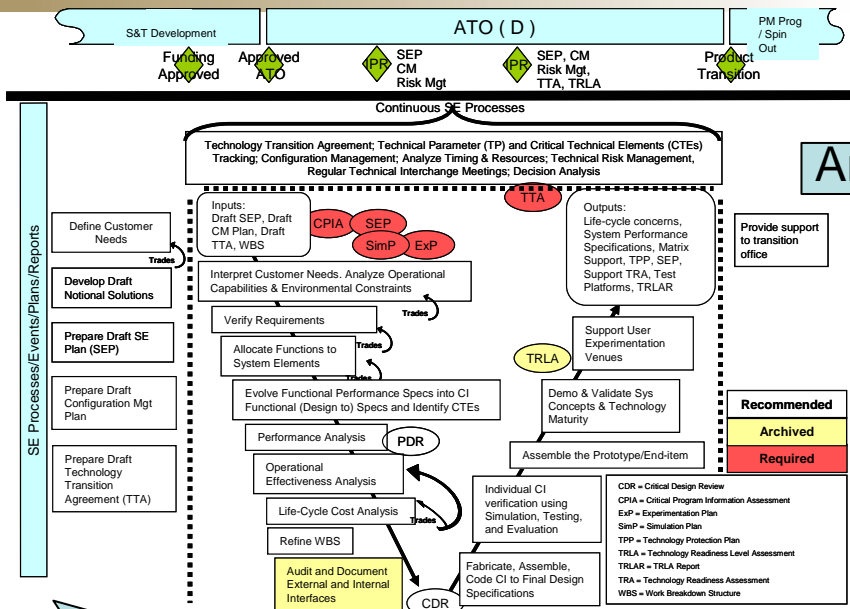 S&T Development
ATO ( D )
PM Prog
/ Spin
Out
Funding
Approved
Approved
ATO
IPR
SEP
CM
Risk Mgt
IPR
SEP, CM
Risk Mgt,
TTA, TRLA
Product
Transition
Continuous SE Processes
Technology Transition Agreement; Technical Parameter (TP) and Critical Technical Elements (CTEs)
Tracking; Configuration Management; Analyze Timing & Resources; Technical Risk Management,
Regular Technical Interchange Meetings; Decision Analysis
SE Processes/Events/Plans/Reports
Define Customer
Needs
Trades
Develop Draft
Notional Solutions
Prepare Draft SE
Plan (SEP)
Prepare Draft
Configuration Mgt
Plan
Prepare Draft
Technology
Transition
Agreement (TTA)
Inputs:
Draft SEP, Draft
CM Plan, Draft
TTA, WBS
CPIA
SEP
SimP
ExP
TTA
Interpret Customer Needs. Analyze Operational
Capabilities & Environmental Constraints
Trades
Verify Requirements
Trades
Allocate Functions to
System Elements
Trades
Evolve Functional Performance Specs into CI
Functional (Design to) Specs and Identify CTEs
Performance Analysis
PDR
Operational
Effectiveness Analysis
Life-Cycle Cost Analysis
Trades
Refine WBS
Audit and Document
External and Internal
Interfaces
CDR
Outputs:
Life-cycle concerns,
System Performance
Specifications, Matrix
Support, TPP, SEP,
Support TRA, Test
Platforms, TRLAR
Support User
Experimentation
Venues
TRLA
Demo & Validate Sys
Concepts & Technology
Maturity
Assemble the Prototype/End-item
Individual CI
verification using
Simulation, Testing,
and Evaluation
Fabricate, Assemble,
Code CI to Final Design
Specifications
Provide support
to transition
office
Recommended
Archived
Required
CDR = Critical Design Review
CPIA = Critical Program Information Assessment
ExP = Experimentation Plan
SimP = Simulation Plan
TPP = Technology Protection Plan
TRLA = Technology Readiness Level Assessment
TRLAR = TRLA Report
TRA = Technology Readiness Assessment
WBS = Work Breakdown Structure